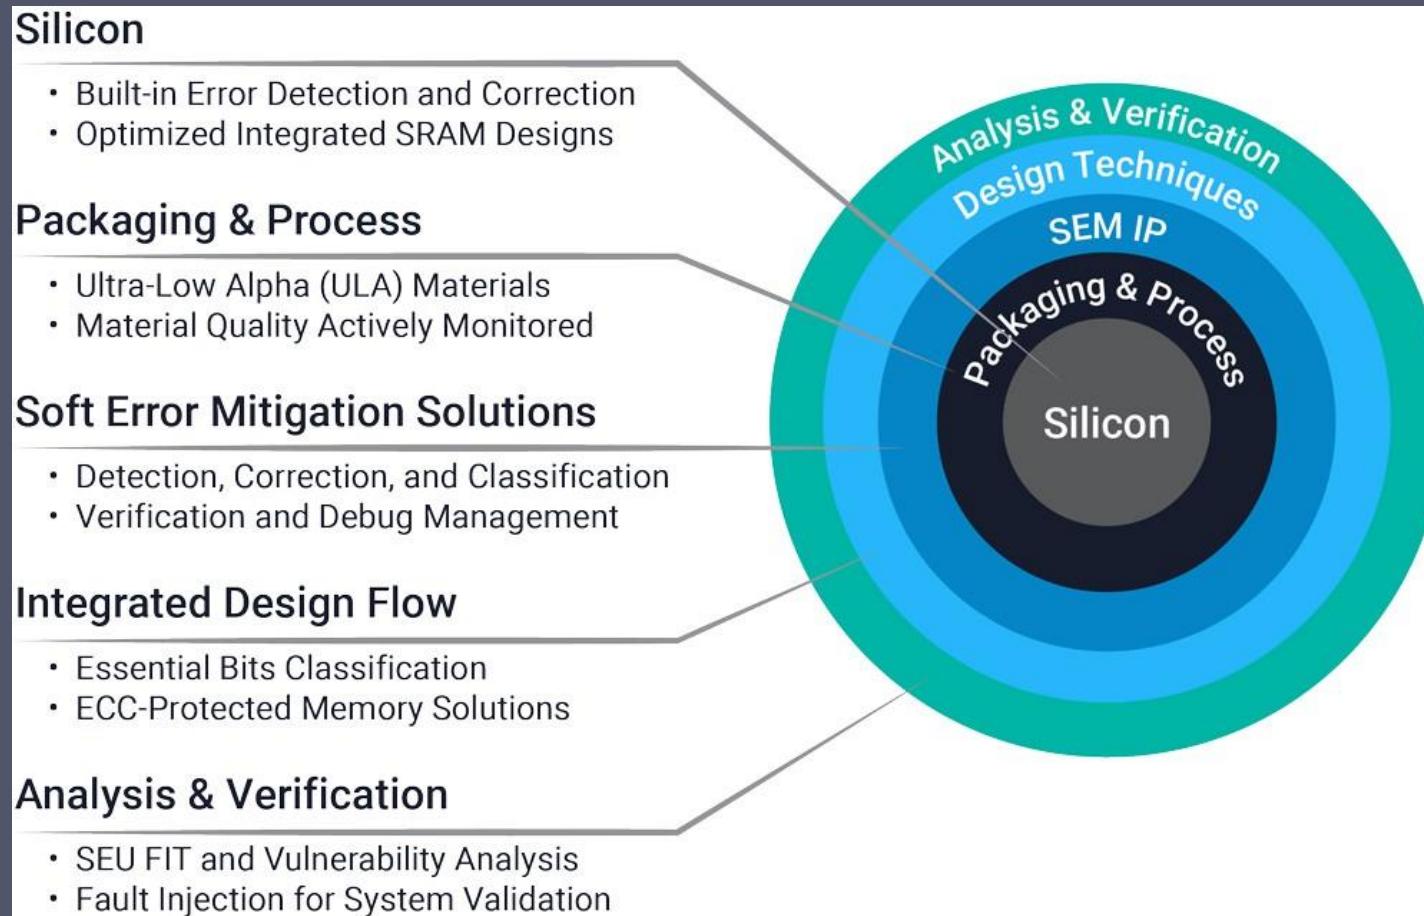 Silicon
• Built-in Error Detection and Correction
• Optimized Integrated SRAM Designs
Packaging & Process
• Ultra-Low Alpha (ULA) Materials
• Material Quality Actively Monitored
Soft Error Mitigation Solutions
• Detection, Correction, and Classification
• Verification and Debug Management
Integrated Design Flow
• Essential Bits Classification
• ECC-Protected Memory Solutions
Analysis & Verification
• SEU FIT and Vulnerability Analysis
• Fault Injection for System Validation
Analysis & Verification
Design Techniques
SEM IP
Packaging & Process
Silicon